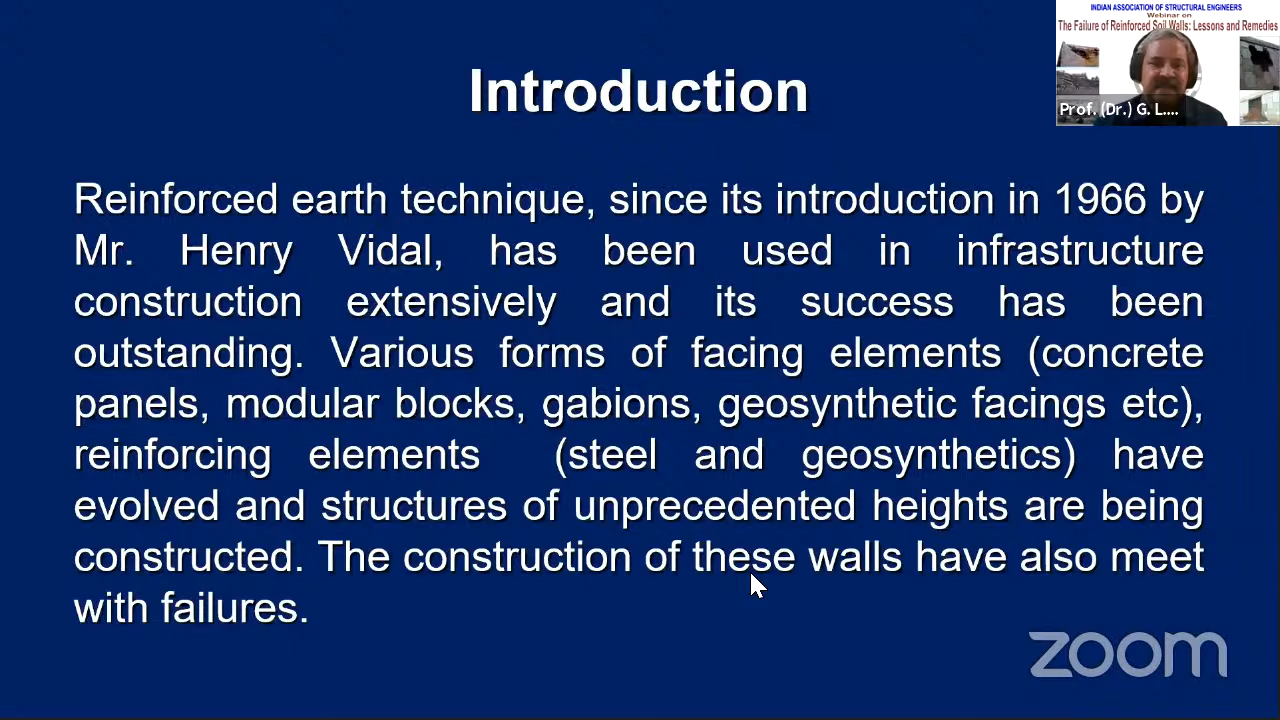 INDIAN ASSOCIATION OF STRUCTURAL ENGINEERS
Webinar on
The Failure of Reinforced Soil Walls: Lessons and Remedies
Prof. (Dr.) G. L....
Introduction
Reinforced earth technique, since its introduction in 1966 by
Mr. Henry Vidal, has been used in infrastructure
construction extensively and its success has been
outstanding. Various forms of facing elements (concrete
panels, modular blocks, gabions, geosynthetic facings etc),
reinforcing elements (steel and geosynthetics) have
evolved and structures of unprecedented heights are being
constructed. The construction of these walls have also meet
with failures.
zoom